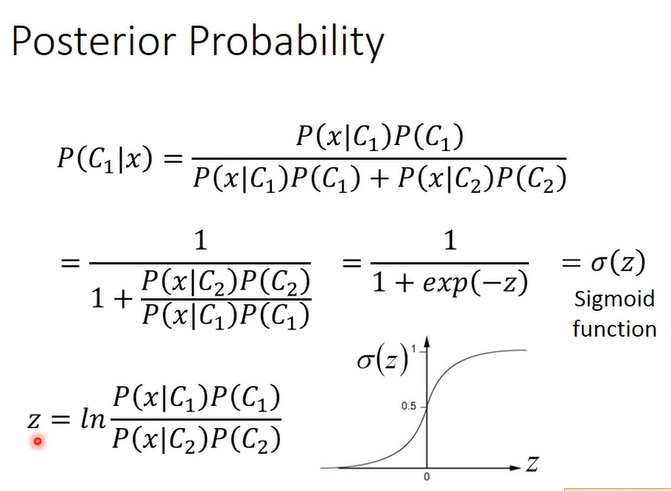 Posterior Probability
P(C₁|x) = P(x|C₁)P(C₁) / P(x|C₁)P(C₁) + P(x|C₂)P(C₂)
= 1 / 1 + P(x|C₂)P(C₂) / P(x|C₁)P(C₁) = 1 / 1 + exp(−z) = σ(z)
Sigmoid
function
z = ln P(x|C₁)P(C₁) / P(x|C₂)P(C₂)
σ(z)
1
0.5
0
z